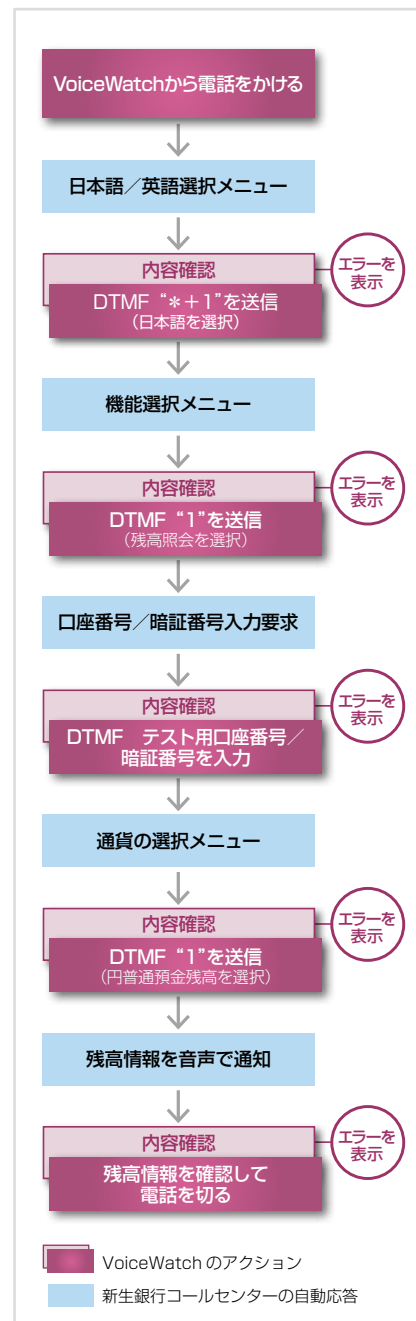 VoiceWatchから電話をかける
日本語／英語選択メニュー
内容確認
エラーを
表示
DTMF “＊＋1”を送信
（日本語を選択）
機能選択メニュー
内容確認
エラーを
表示
DTMF “1”を送信
（残高照会を選択）
口座番号／暗証番号入力要求
内容確認
エラーを
表示
DTMF　テスト用口座番号／
暗証番号を入力
通貨の選択メニュー
内容確認
エラーを
表示
DTMF “1”を送信
（円普通預金残高を選択）
残高情報を音声で通知
内容確認
エラーを
表示
残高情報を確認して
電話を切る
VoiceWatch のアクション
新生銀行コールセンターの自動応答